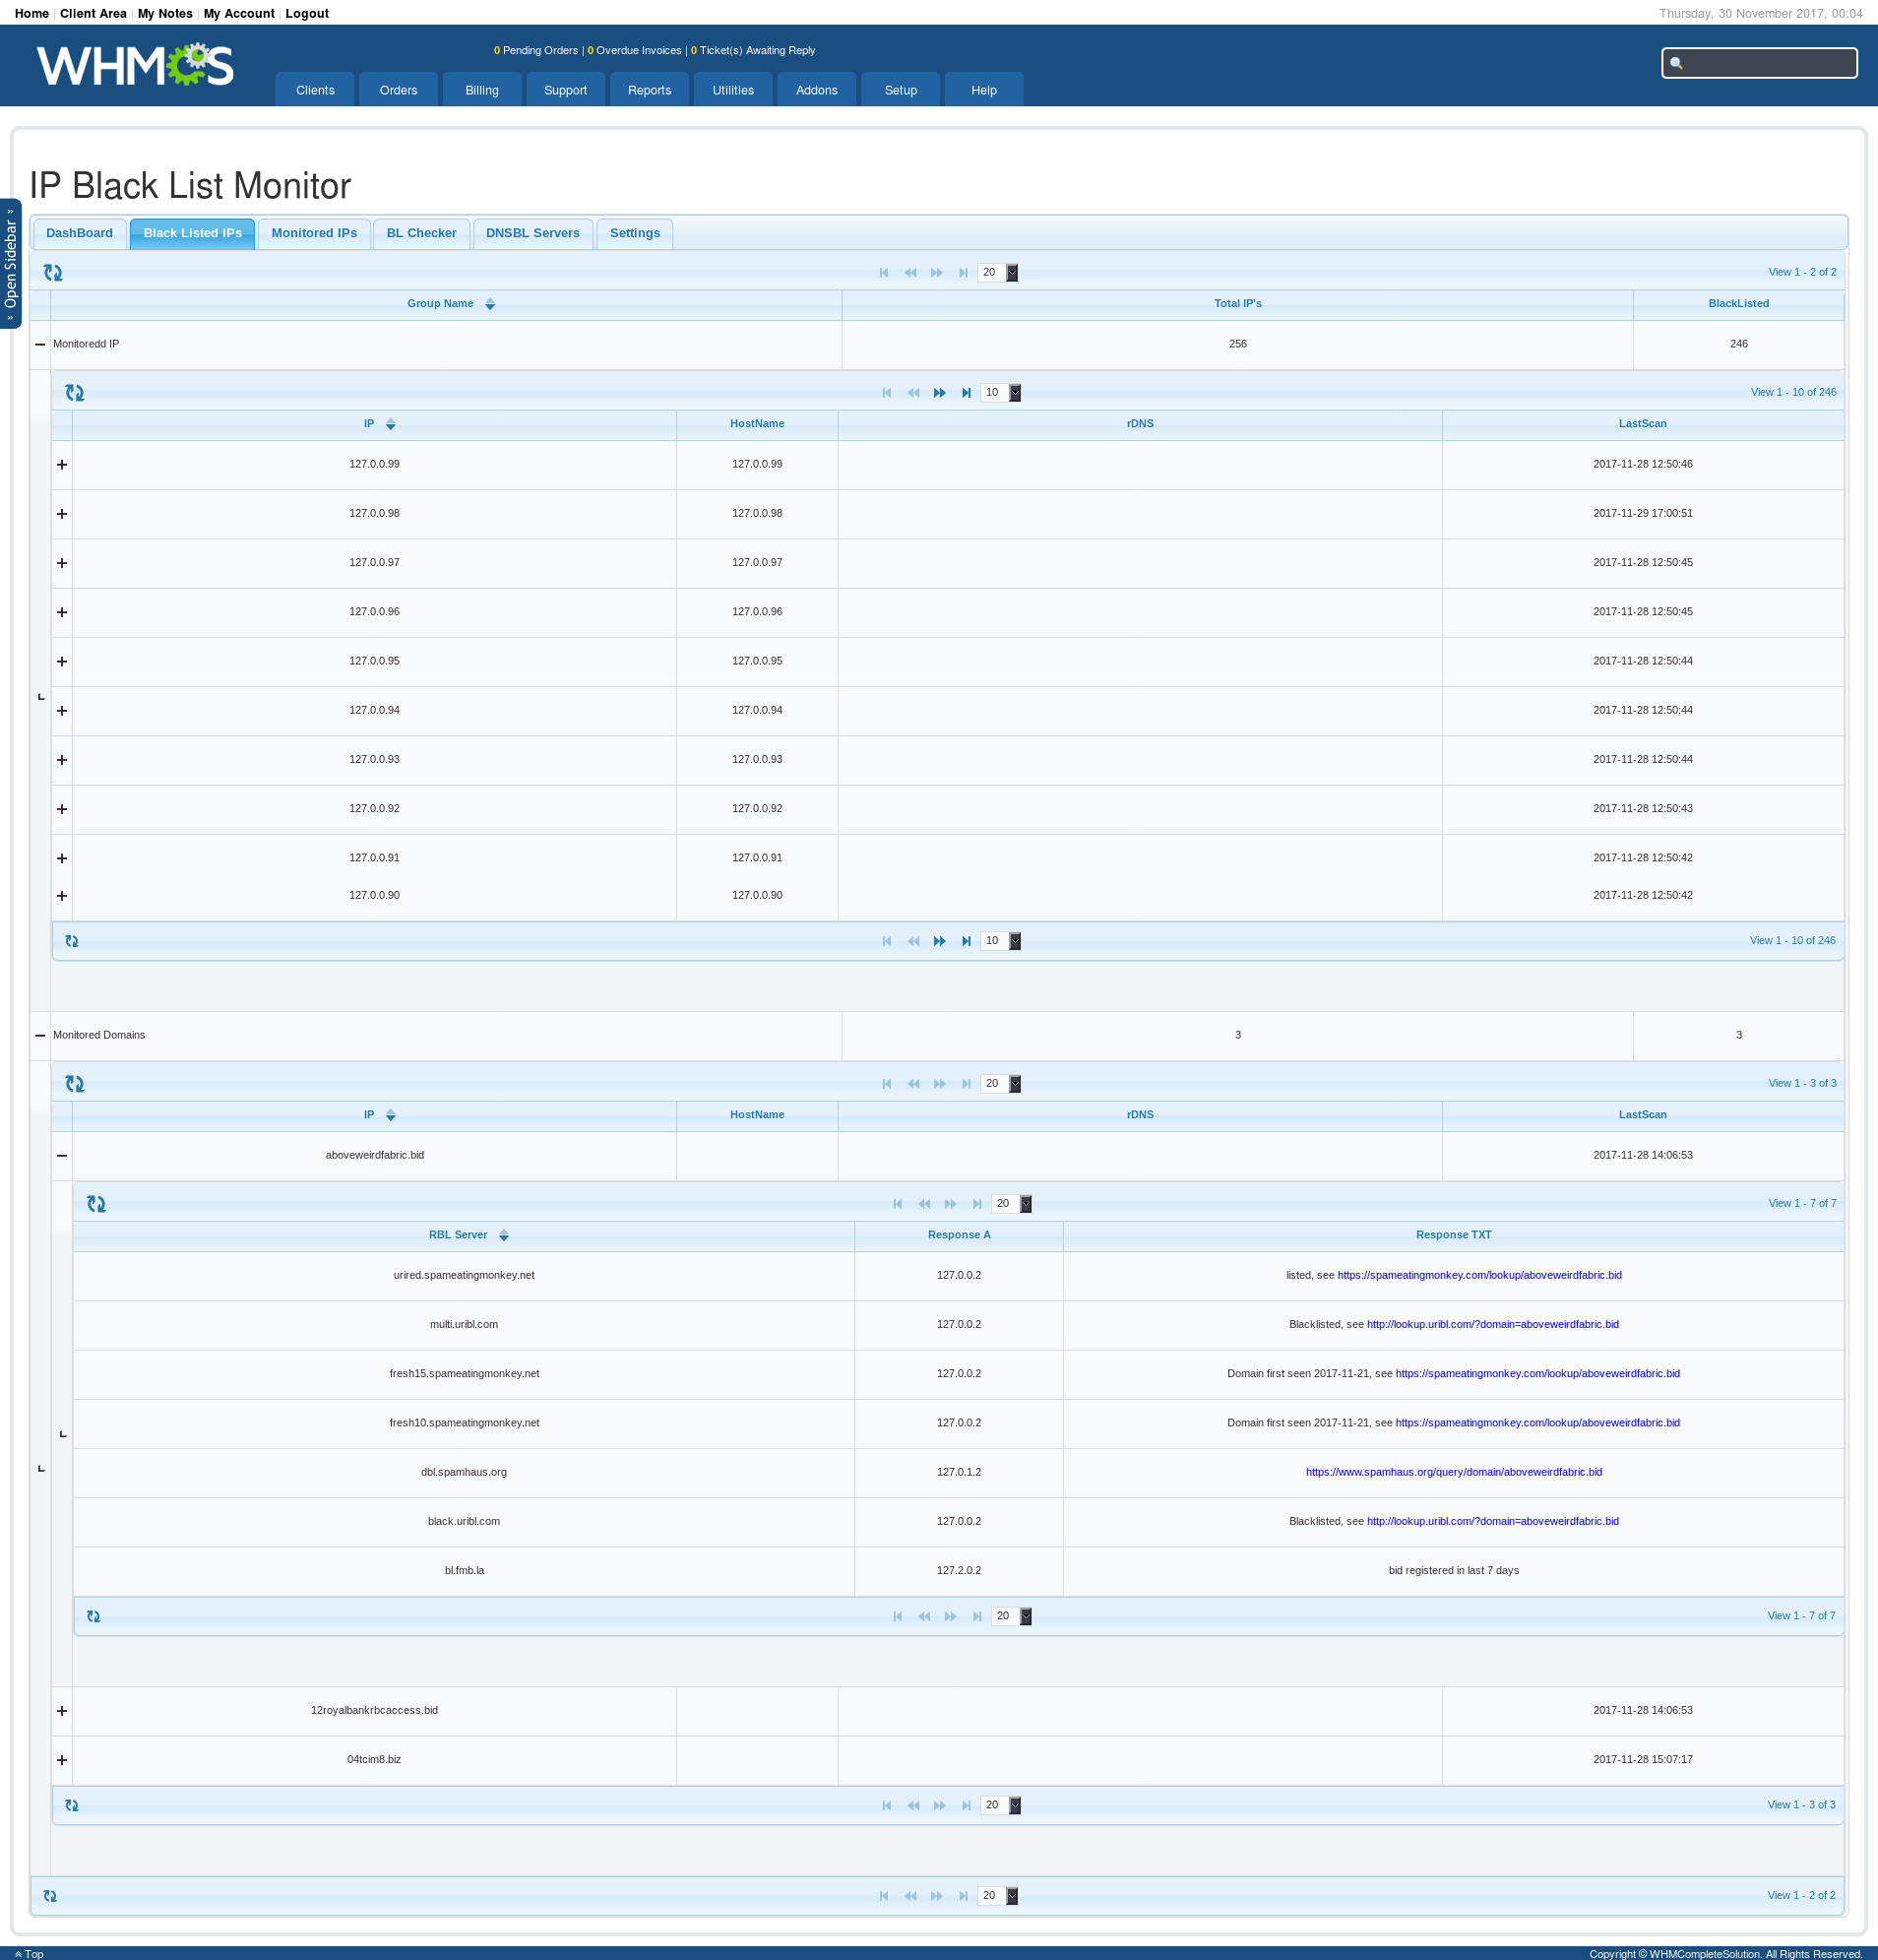 Home | Client Area | My Notes | My Account | Logout
Thursday, 30 November 2017, 00:04
WHMCS
0 Pending Orders | 0 Overdue Invoices | 0 Ticket(s) Awaiting Reply
Clients Orders Billing Support Reports Utilities Addons Setup Help
IP Black List Monitor
» Open Sidebar »
DashBoard Black Listed IPs Monitored IPs BL Checker DNSBL Servers Settings
20 View 1 - 2 of 2
Group Name Total IP's BlackListed
Monitoredd IP 256 246
10 View 1 - 10 of 246
IP HostName rDNS LastScan
127.0.0.99 127.0.0.99 2017-11-28 12:50:46
127.0.0.98 127.0.0.98 2017-11-29 17:00:51
127.0.0.97 127.0.0.97 2017-11-28 12:50:45
127.0.0.96 127.0.0.96 2017-11-28 12:50:45
127.0.0.95 127.0.0.95 2017-11-28 12:50:44
127.0.0.94 127.0.0.94 2017-11-28 12:50:44
127.0.0.93 127.0.0.93 2017-11-28 12:50:44
127.0.0.92 127.0.0.92 2017-11-28 12:50:43
127.0.0.91 127.0.0.91 2017-11-28 12:50:42
127.0.0.90 127.0.0.90 2017-11-28 12:50:42
10 View 1 - 10 of 246
Monitored Domains 3 3
20 View 1 - 3 of 3
IP HostName rDNS LastScan
aboveweirdfabric.bid 2017-11-28 14:06:53
20 View 1 - 7 of 7
RBL Server Response A Response TXT
urired.spameatingmonkey.net 127.0.0.2 listed, see https://spameatingmonkey.com/lookup/aboveweirdfabric.bid
multi.uribl.com 127.0.0.2 Blacklisted, see http://lookup.uribl.com/?domain=aboveweirdfabric.bid
fresh15.spameatingmonkey.net 127.0.0.2 Domain first seen 2017-11-21, see https://spameatingmonkey.com/lookup/aboveweirdfabric.bid
fresh10.spameatingmonkey.net 127.0.0.2 Domain first seen 2017-11-21, see https://spameatingmonkey.com/lookup/aboveweirdfabric.bid
dbl.spamhaus.org 127.0.1.2 https://www.spamhaus.org/query/domain/aboveweirdfabric.bid
black.uribl.com 127.0.0.2 Blacklisted, see http://lookup.uribl.com/?domain=aboveweirdfabric.bid
bl.fmb.la 127.2.0.2 bid registered in last 7 days
20 View 1 - 7 of 7
12royalbankrbcaccess.bid 2017-11-28 14:06:53
04tcim8.biz 2017-11-28 15:07:17
20 View 1 - 3 of 3
20 View 1 - 2 of 2
Top
Copyright © WHMCompleteSolution. All Rights Reserved.